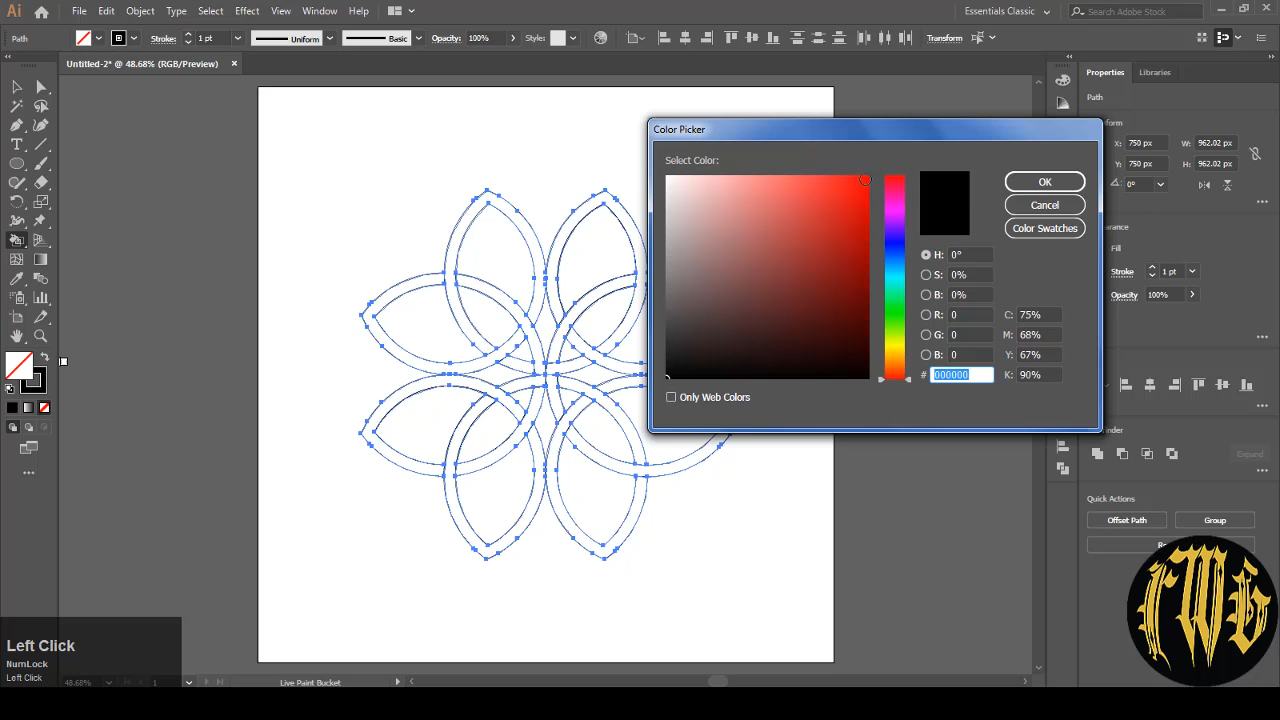 Ai File Edit Object Type Select Effect View Window Help Essentials Classic Search Adobe Stock
Path Stroke: 1 pt Uniform Basic Opacity: 100% Style: Transform
Untitled-2* @ 48.68% (RGB/Preview)
Properties Libraries
Path
form
X: 750 px W: 962.02 px
Y: 750 px H: 962.02 px
0°
earance
Fill
Stroke 1 pt
Opacity 100%
finder
Expand
Quick Actions
Offset Path Group
Color Picker
Select Color:
OK
Cancel
Color Swatches
H: 0°
S: 0%
B: 0%
R: 0 C: 75%
G: 0 M: 68%
B: 0 Y: 67%
# 000000 K: 90%
Only Web Colors
Left Click
NumLock
Left Click
48.68% 1 Live Paint Bucket